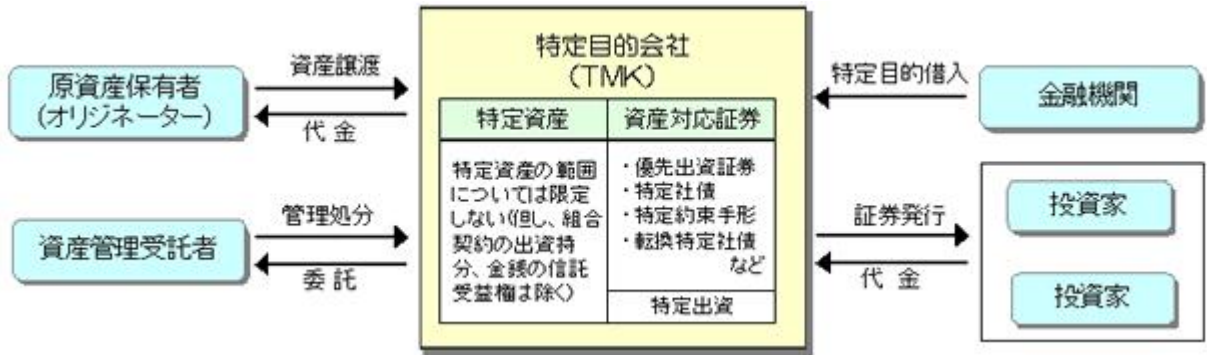 特定目的会社
(TMK)
原資産保有者
(オリジネーター)
資産譲渡
代金
特定目的借入
金融機関
特定資産
資産対応証券
特定資産の範囲
については限定
しない(但し、組合
契約の出資持
分、金銭の信託
受益権は除く)
・優先出資証券
・特定社債
・特定約束手形
・転換特定社債
など
特定出資
資産管理受託者
管理処分
委託
証券発行
代金
投資家
投資家